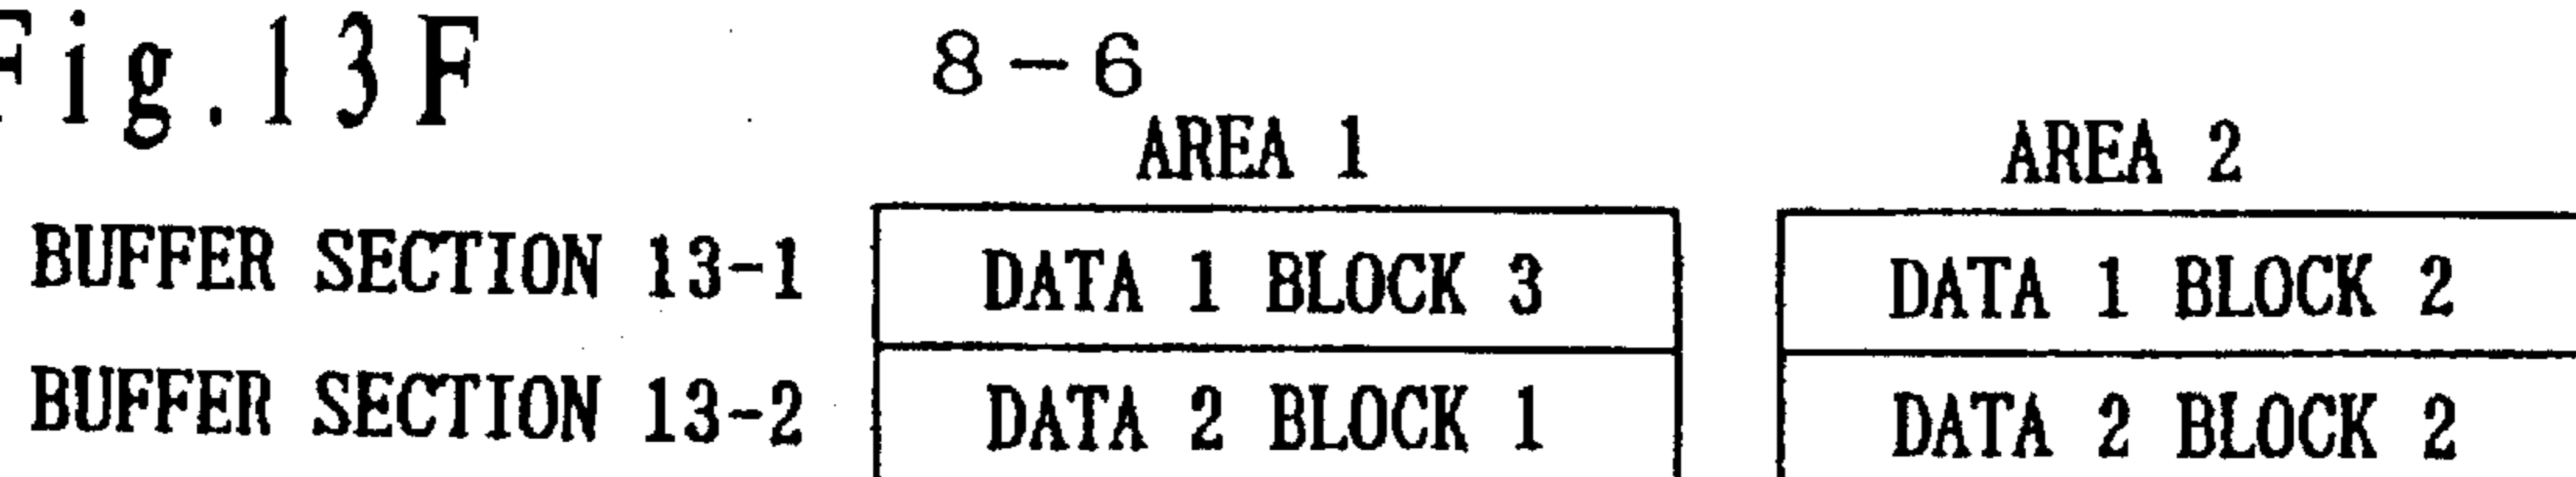 Fig.13F
8-6
AREA 1 AREA 2
BUFFER SECTION 13-1 DATA 1 BLOCK 3 DATA 1 BLOCK 2
BUFFER SECTION 13-2 DATA 2 BLOCK 1 DATA 2 BLOCK 2